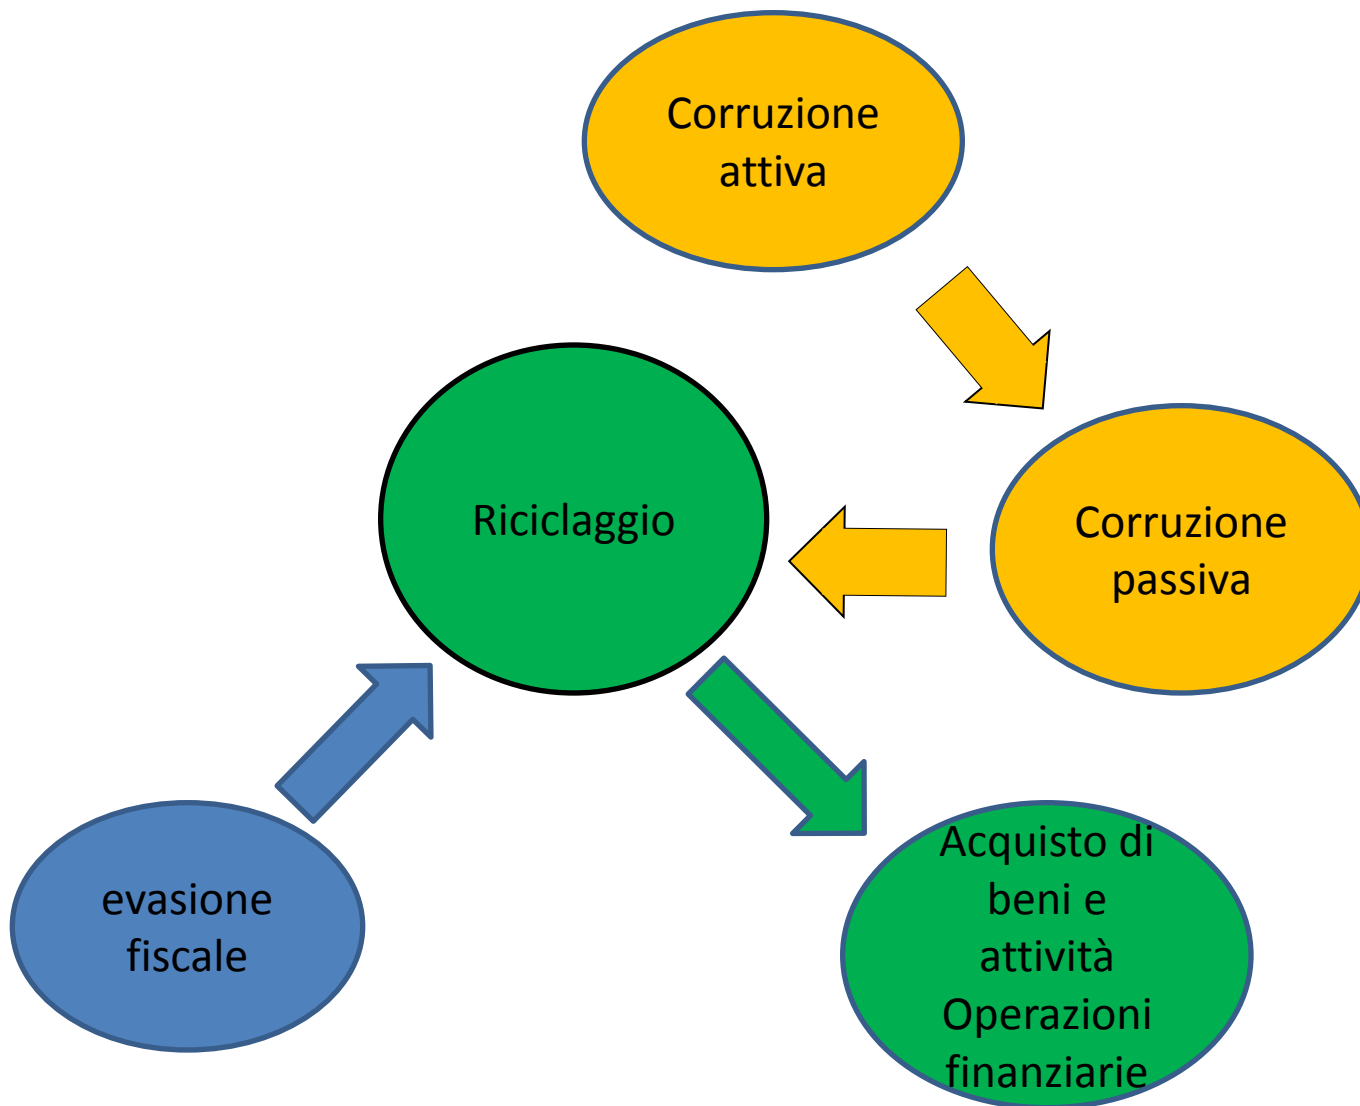 Corruzione
attiva
Riciclaggio
Corruzione
passiva
evasione
fiscale
Acquisto di
beni e
attività
Operazioni
finanziarie